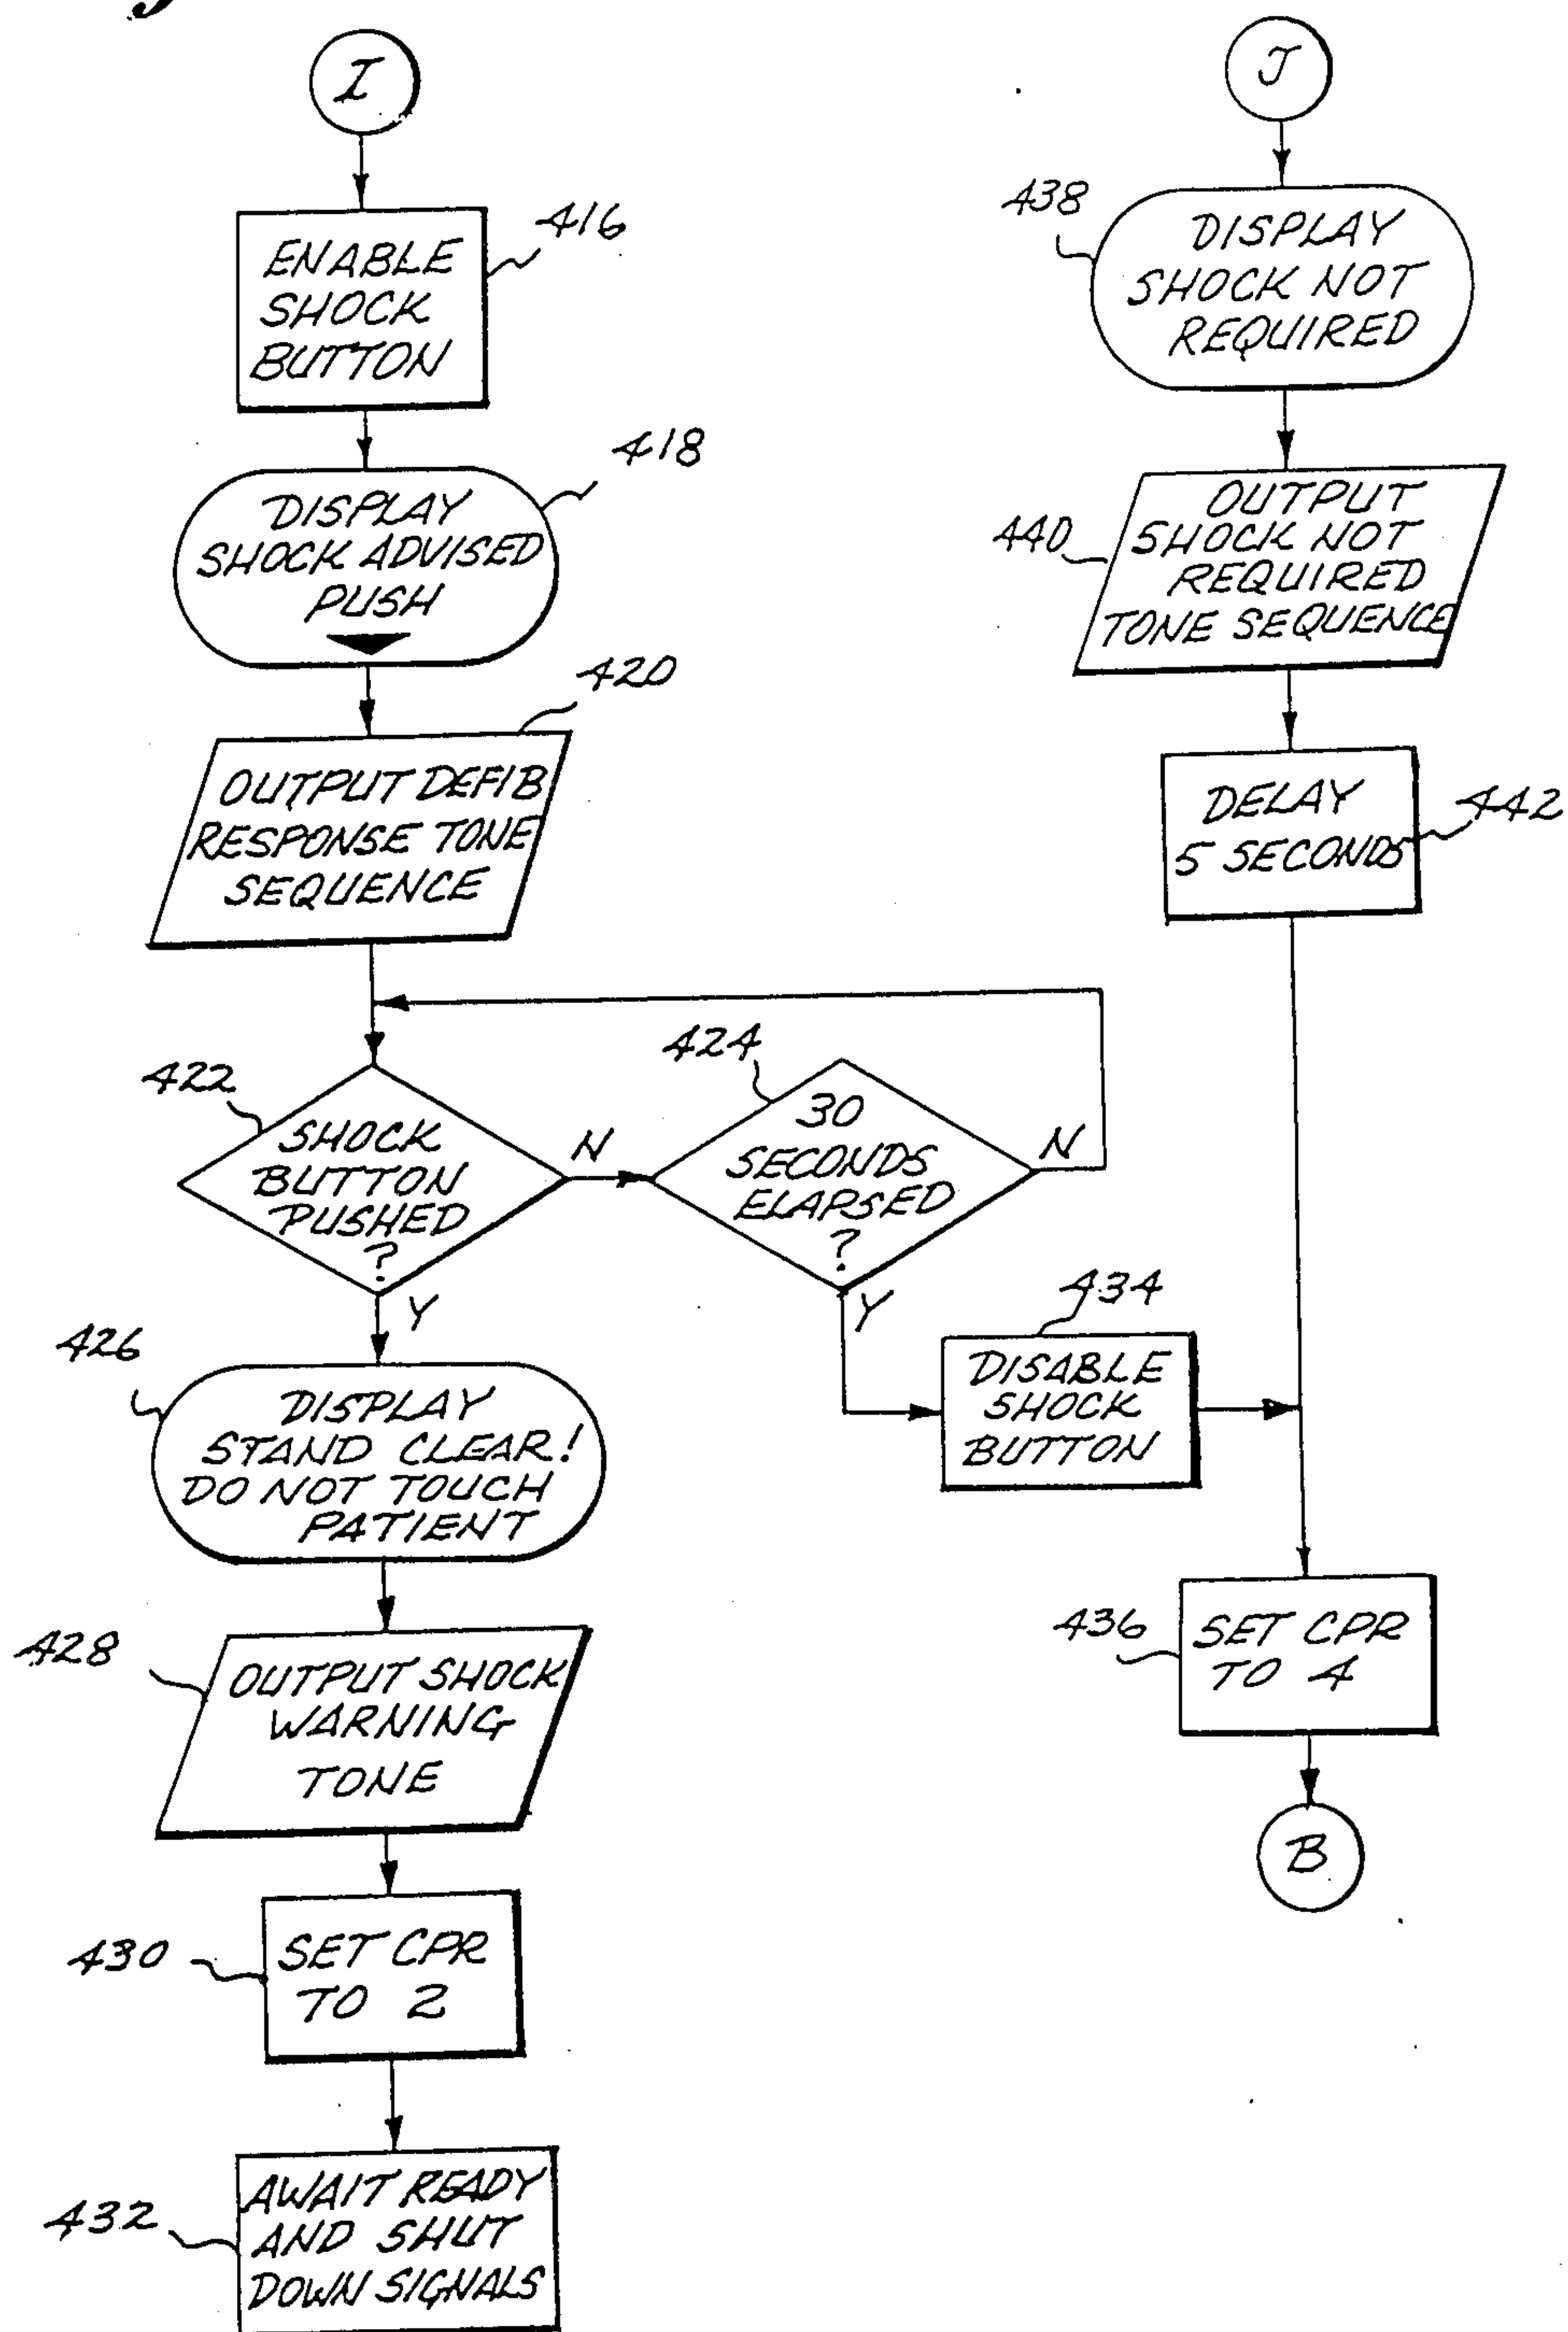 I
416
ENABLE
SHOCK
BUTTON
418
DISPLAY
SHOCK ADVISED
PUSH
420
OUTPUT DEFIB
RESPONSE TONE
SEQUENCE
422
SHOCK
BUTTON
PUSHED
?
N
Y
424
30
SECONDS
ELAPSED
?
N
Y
426
DISPLAY
STAND CLEAR!
DO NOT TOUCH
PATIENT
428
OUTPUT SHOCK
WARNING
TONE
430
SET CPR
TO 2
432
AWAIT READY
AND SHUT
DOWN SIGNALS
434
DISABLE
SHOCK
BUTTON
J
438
DISPLAY
SHOCK NOT
REQUIRED
440
OUTPUT
SHOCK NOT
REQUIRED
TONE SEQUENCE
442
DELAY
5 SECONDS
436
SET CPR
TO 4
B